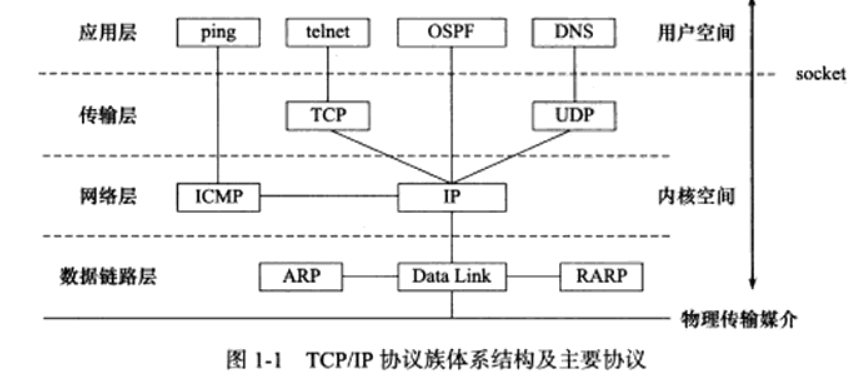 应用层 ping telnet OSPF DNS 用户空间
socket
传输层 TCP UDP
网络层 ICMP IP 内核空间
数据链路层 ARP Data Link RARP
物理传输媒介
图 1-1 TCP/IP 协议族体系结构及主要协议